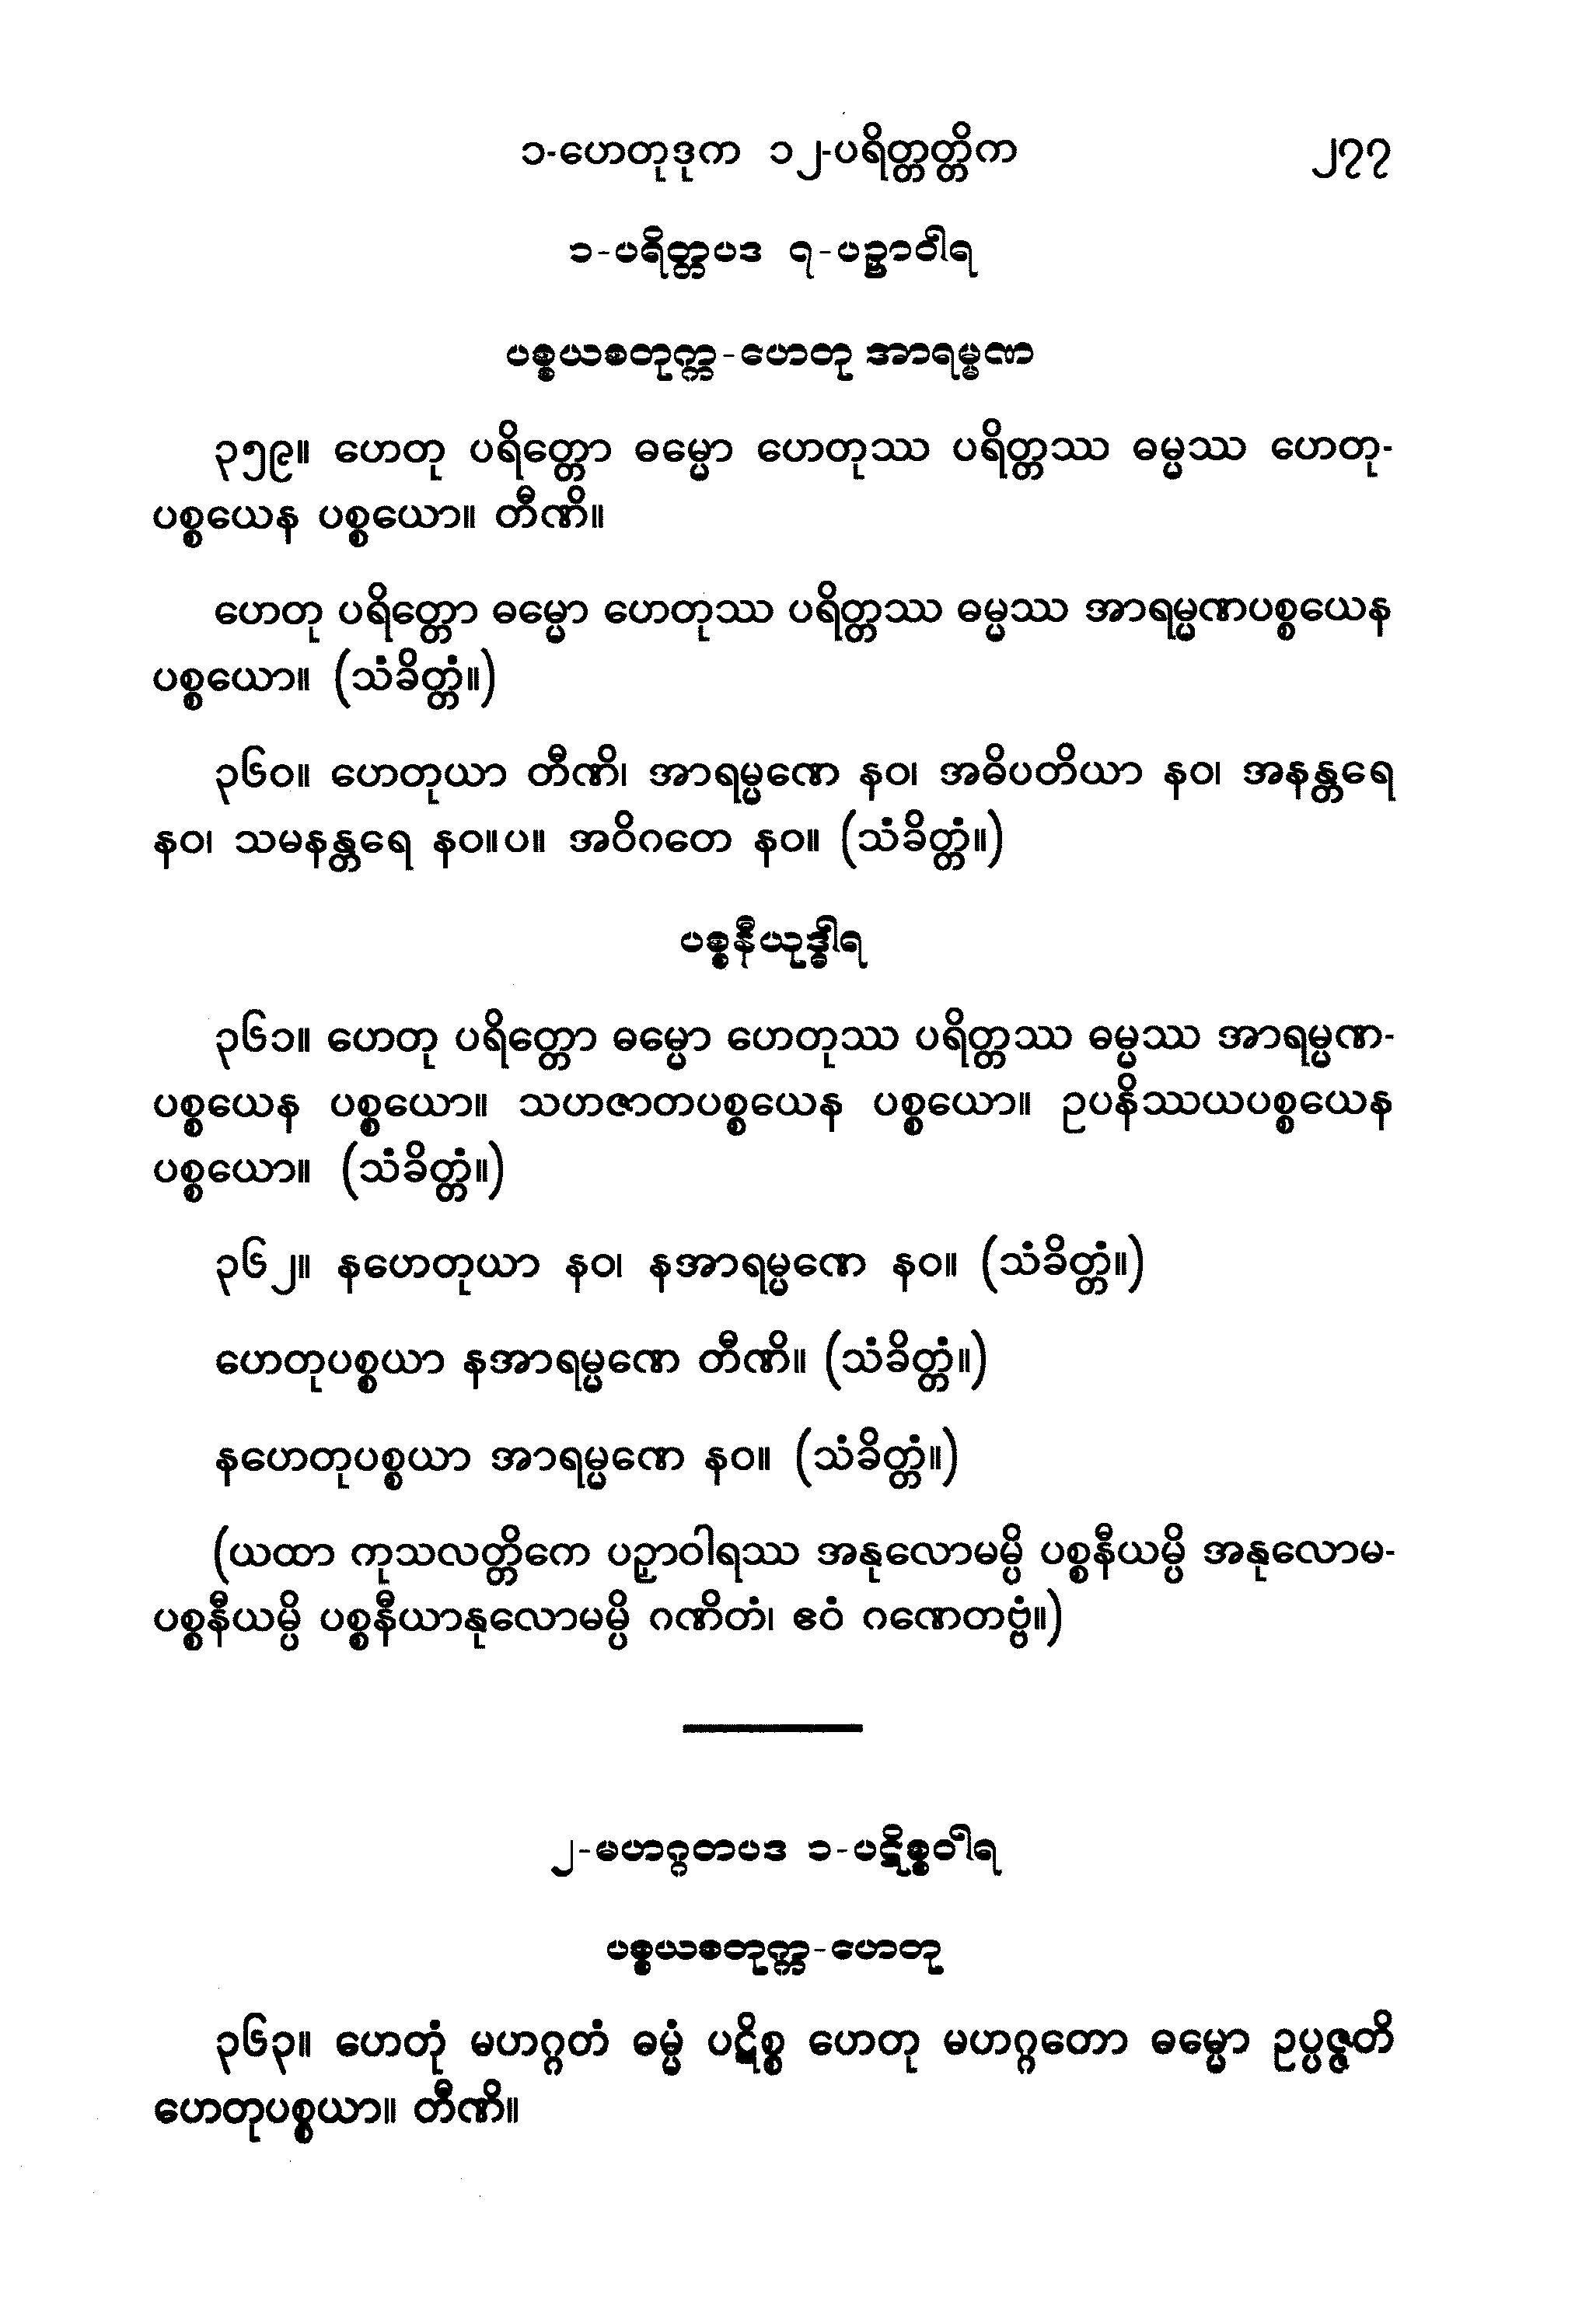 ၁-ဟေတုဒုက ၁၂-ပရိတ္တတ္တိက ၂၇၇
၁-ပရိတ္တပဒ ၇-ပဉှာဝါရ
ပစ္စယစတုက္က-ဟေတု အာရမ္မဏ
၃၅၉။ ဟေတု ပရိတ္တော ဓမ္မော ဟေတုဿ ပရိတ္တဿ ဓမ္မဿ ဟေတု-
ပစ္စယေန ပစ္စယော။ တီဏိ။
ဟေတု ပရိတ္တော ဓမ္မော ဟေတုဿ ပရိတ္တဿ ဓမ္မဿ အာရမ္မဏပစ္စယေန
ပစ္စယော။ (သံခိတ္တံ။)
၃၆၀။ ဟေတုယာ တီဏိ၊ အာရမ္မဏေ နဝ၊ အဓိပတိယာ နဝ၊ အနန္တရေ
နဝ၊ သမနန္တရေ နဝ။ပ။ အဝိဂတေ နဝ။ (သံခိတ္တံ။)
ပစ္စနီယုဒ္ဓါရ
၃၆၁။ ဟေတု ပရိတ္တော ဓမ္မော ဟေတုဿ ပရိတ္တဿ ဓမ္မဿ အာရမ္မဏ-
ပစ္စယေန ပစ္စယော။ သဟဇာတပစ္စယေန ပစ္စယော။ ဥပနိဿယပစ္စယေန
ပစ္စယော။ (သံခိတ္တံ။)
၃၆၂။ နဟေတုယာ နဝ၊ နအာရမ္မဏေ နဝ။ (သံခိတ္တံ။)
ဟေတုပစ္စယာ နအာရမ္မဏေ တီဏိ။ (သံခိတ္တံ။)
နဟေတုပစ္စယာ အာရမ္မဏေ နဝ။ (သံခိတ္တံ။)
(ယထာ ကုသလတ္တိကေ ပဉှာဝါရဿ အနုလောမမ္ပိ ပစ္စနီယမ္ပိ အနုလောမ-
ပစ္စနီယမ္ပိ ပစ္စနီယာနုလောမမ္ပိ ဂဏိတံ၊ ဧဝံ ဂဏေတဗ္ဗံ။)
၂-မဟဂ္ဂတပဒ ၁-ပဋိစ္စဝါရ
ပစ္စယစတုက္က-ဟေတု
၃၆၃။ ဟေတုံ မဟဂ္ဂတံ ဓမ္မံ ပဋိစ္စ ဟေတု မဟဂ္ဂတော ဓမ္မော ဥပ္ပဇ္ဇတိ
ဟေတုပစ္စယာ။ တီဏိ။